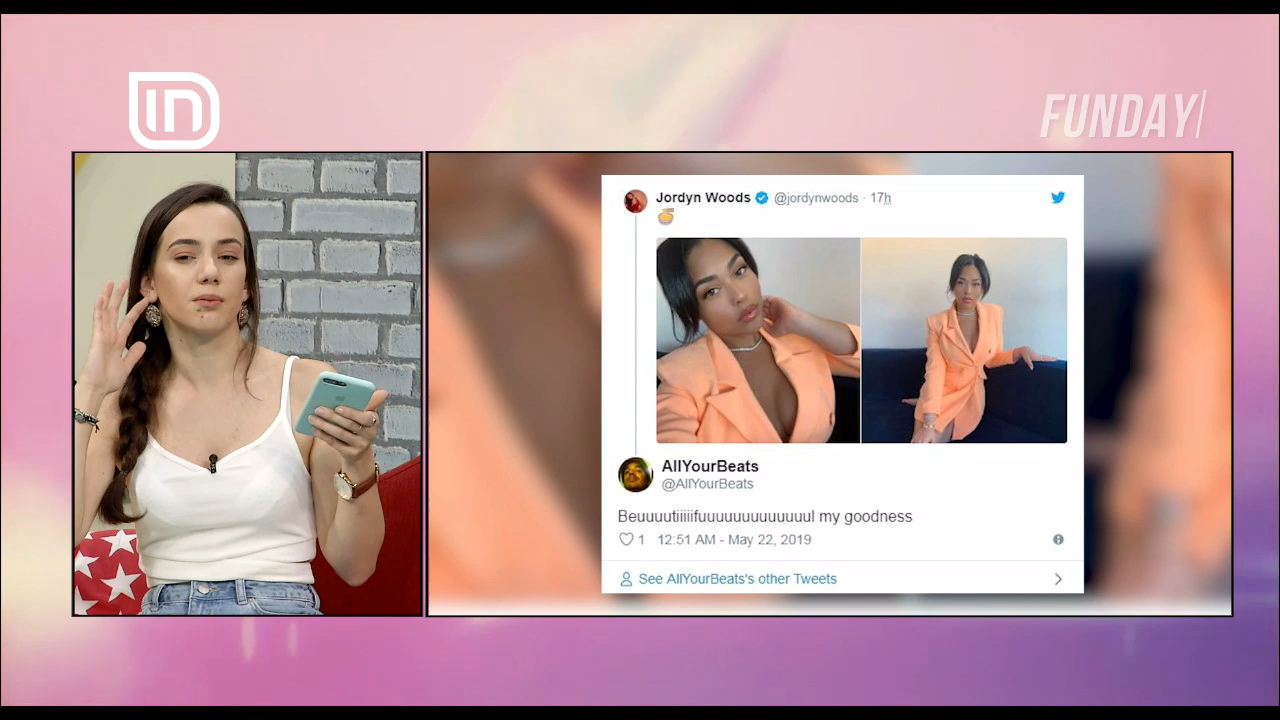 IN
FUNDAY
Jordyn Woods @jordynwoods · 17h
AllYourBeats
@AllYourBeats
Beuuuutiiiiifuuuuuuuuuuuuul my goodness
1 12:51 AM - May 22, 2019
See AllYourBeats's other Tweets